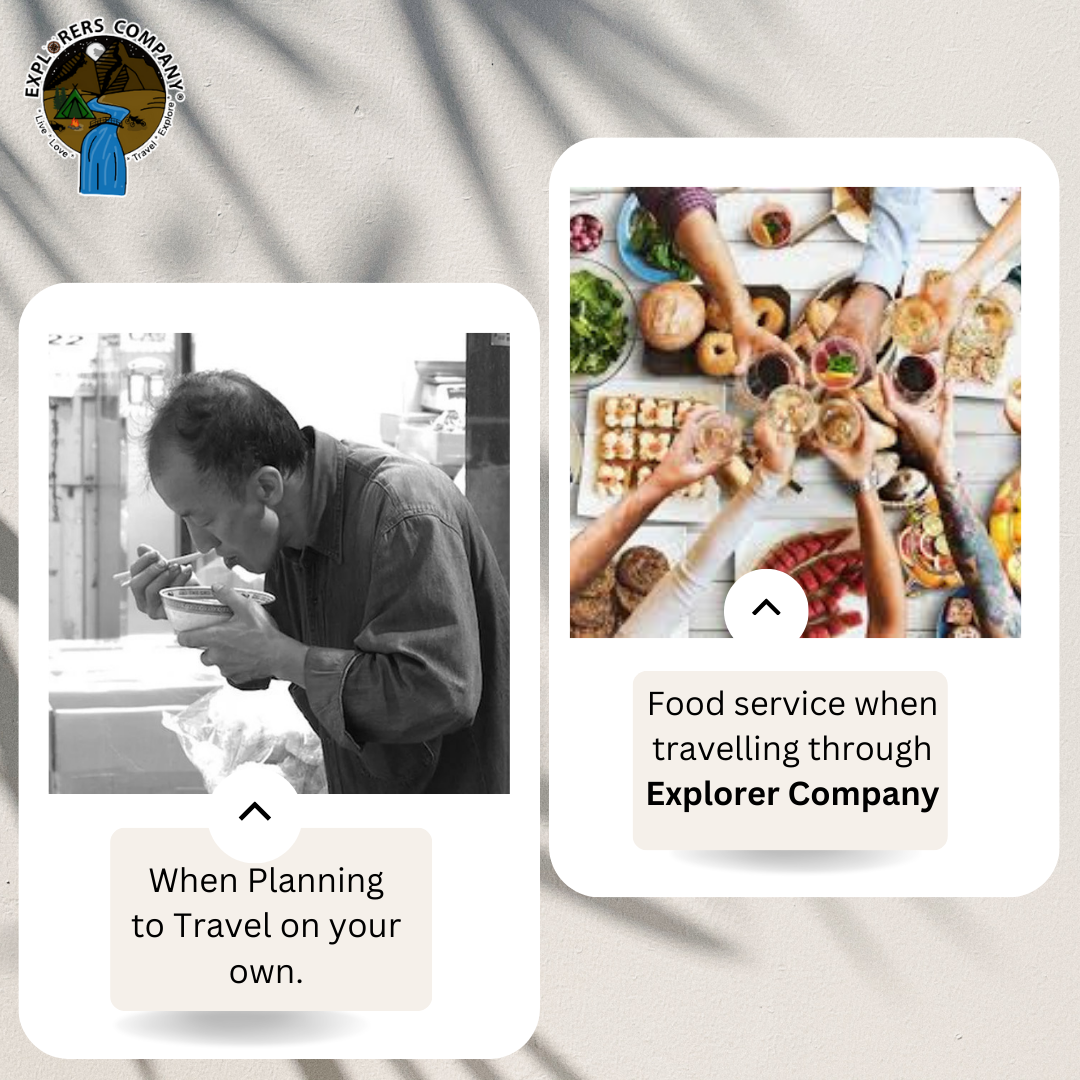 EXPLORERS COMPANY®
• Live • Love •
• Travel • Explore •
22
When Planning
to Travel on your
own.
Food service when
travelling through
Explorer Company